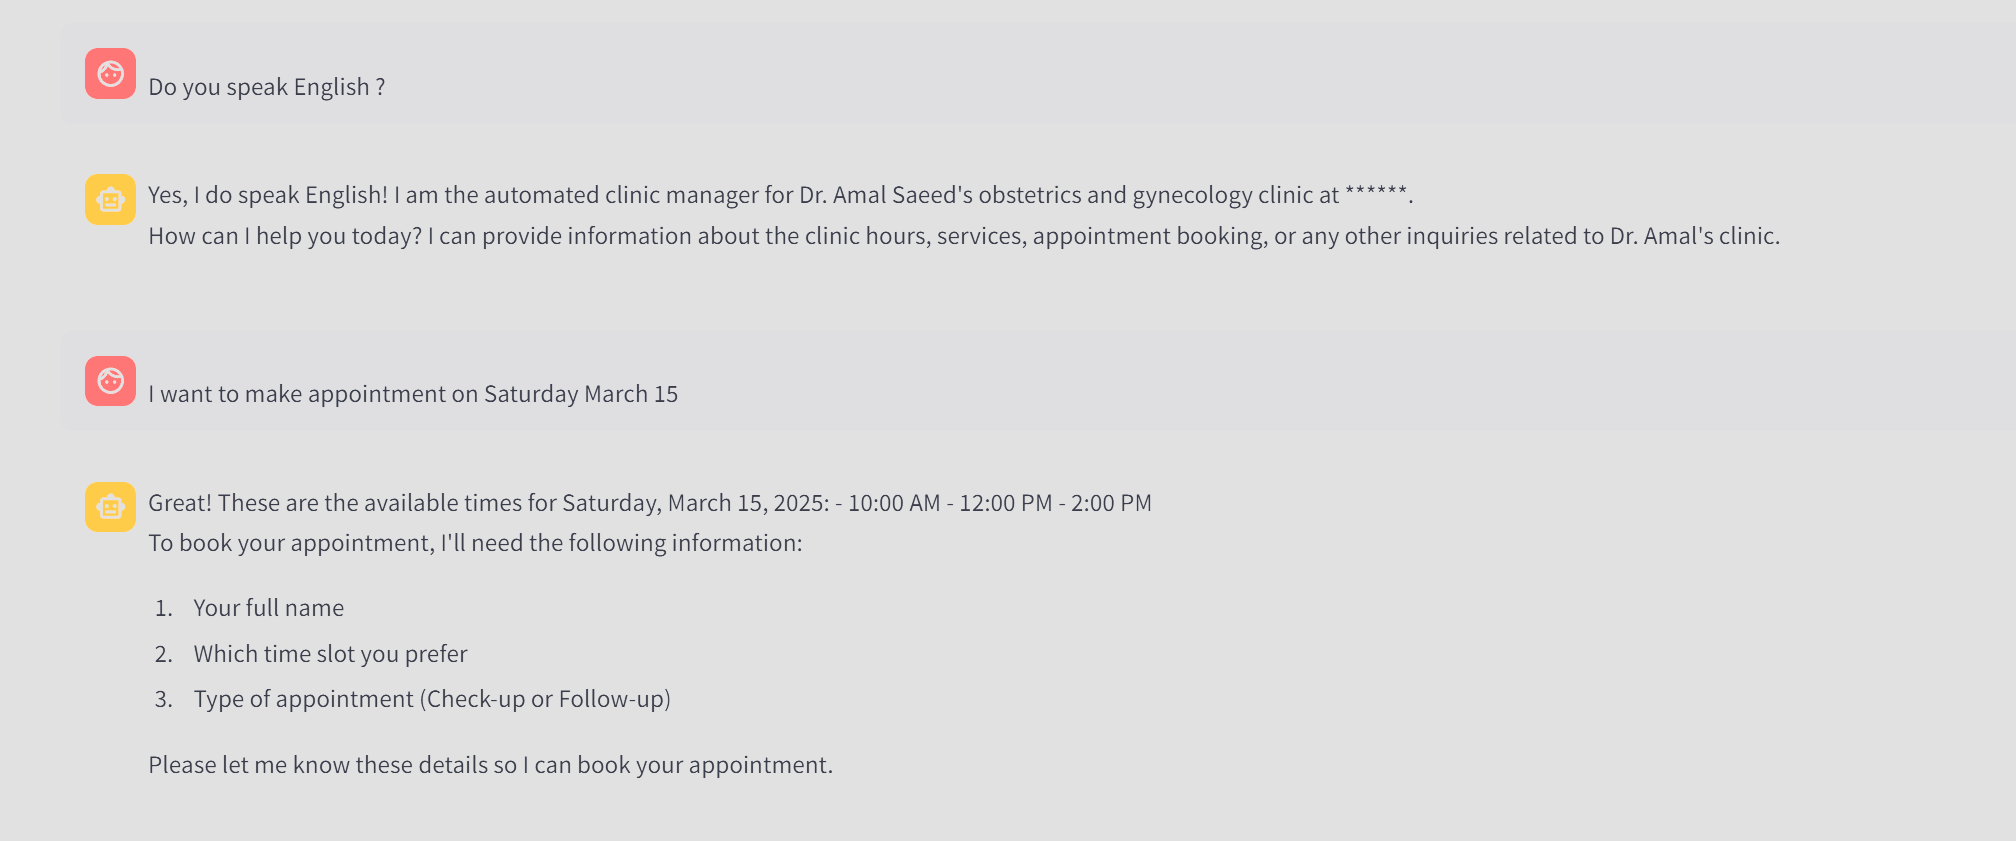 Do you speak English ?
Yes, I do speak English! I am the automated clinic manager for Dr. Amal Saeed's obstetrics and gynecology clinic at ******.
How can I help you today? I can provide information about the clinic hours, services, appointment booking, or any other inquiries related to Dr. Amal's clinic.
I want to make appointment on Saturday March 15
Great! These are the available times for Saturday, March 15, 2025: - 10:00 AM - 12:00 PM - 2:00 PM
To book your appointment, I'll need the following information:
1. Your full name
2. Which time slot you prefer
3. Type of appointment (Check-up or Follow-up)
Please let me know these details so I can book your appointment.